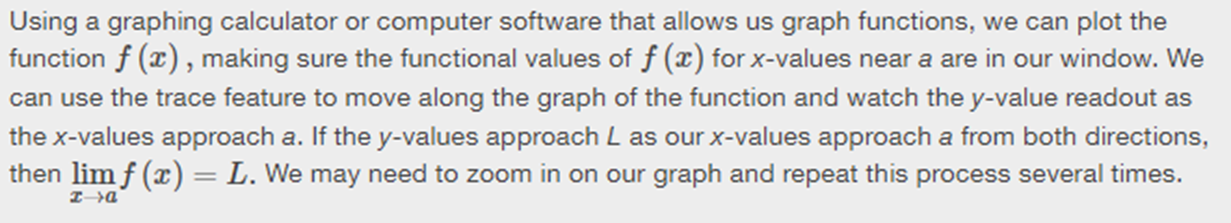 Using a graphing calculator or computer software that allows us graph functions, we can plot the
function f (x) , making sure the functional values of f (x) for x-values near a are in our window. We
can use the trace feature to move along the graph of the function and watch the y-value readout as
the x-values approach a. If the y-values approach L as our x-values approach a from both directions,
then lim f (x) = L. We may need to zoom in on our graph and repeat this process several times.
x→a